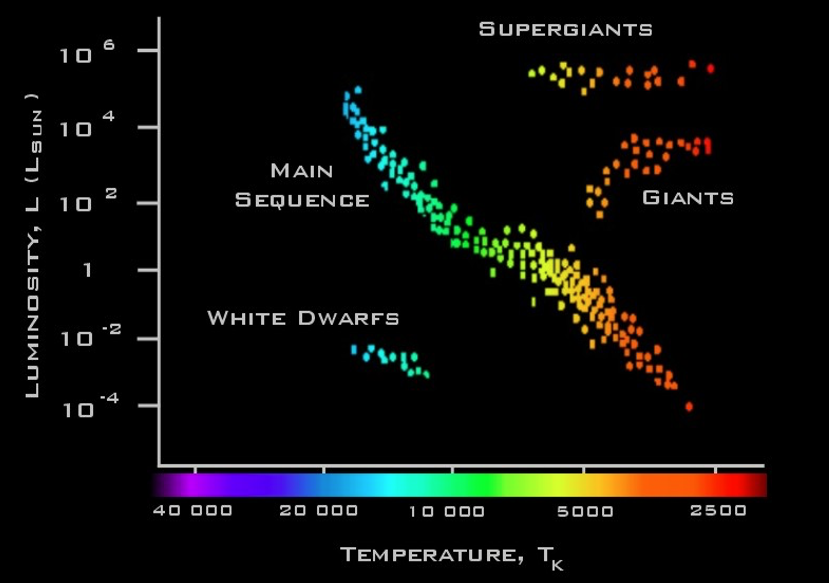 SUPERGIANTS
10 6
10 4
MAIN
SEQUENCE
10 2
GIANTS
1
WHITE DWARFS
10 -2
10 -4
LUMINOSITY, L (LSUN)
40 000 20 000 10 000 5000 2500
TEMPERATURE, TK